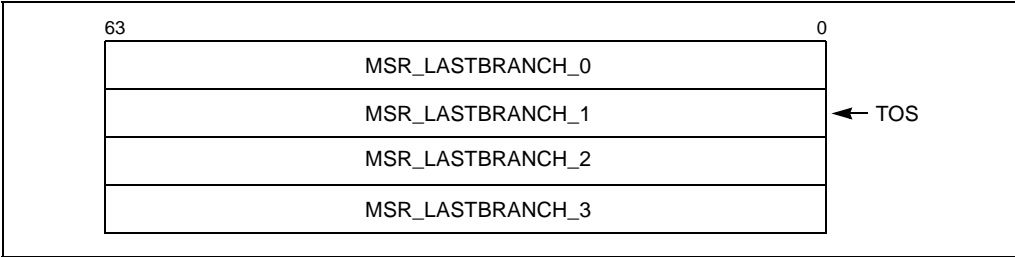 63 0
MSR_LASTBRANCH_0
MSR_LASTBRANCH_1 TOS
MSR_LASTBRANCH_2
MSR_LASTBRANCH_3